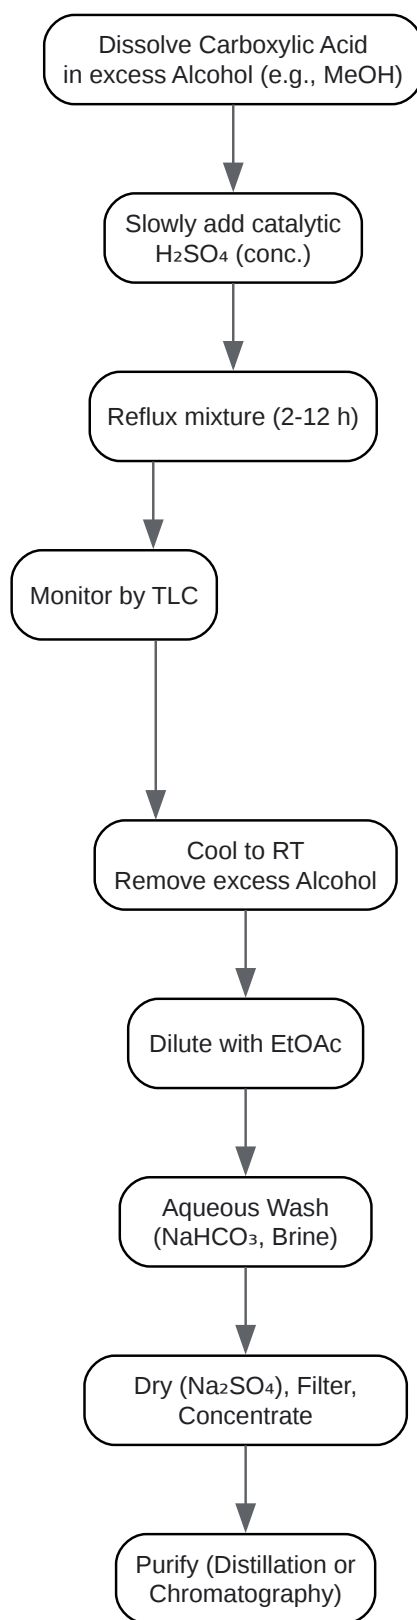 Dissolve Carboxylic Acid
in excess Alcohol (e.g., MeOH)
Slowly add catalytic
H₂SO₄ (conc.)
Reflux mixture (2-12 h)
Monitor by TLC
Cool to RT
Remove excess Alcohol
Dilute with EtOAc
Aqueous Wash
(NaHCO₃, Brine)
Dry (Na₂SO₄), Filter,
Concentrate
Purify (Distillation or
Chromatography)